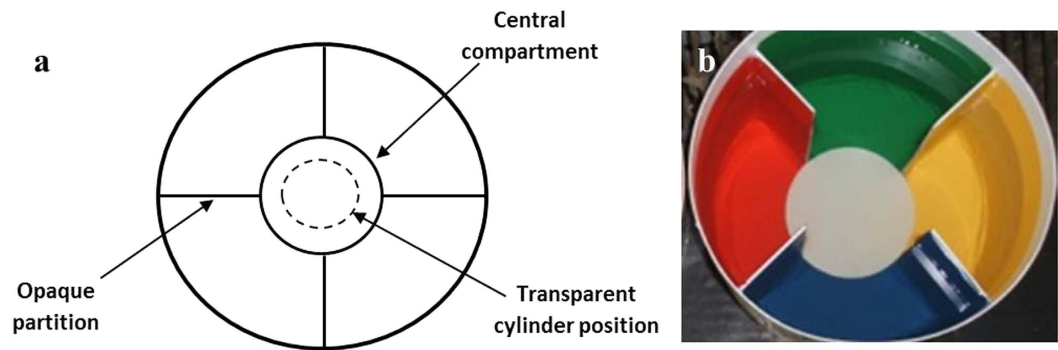 a
Central
compartment
Opaque
partition
Transparent
cylinder position
b